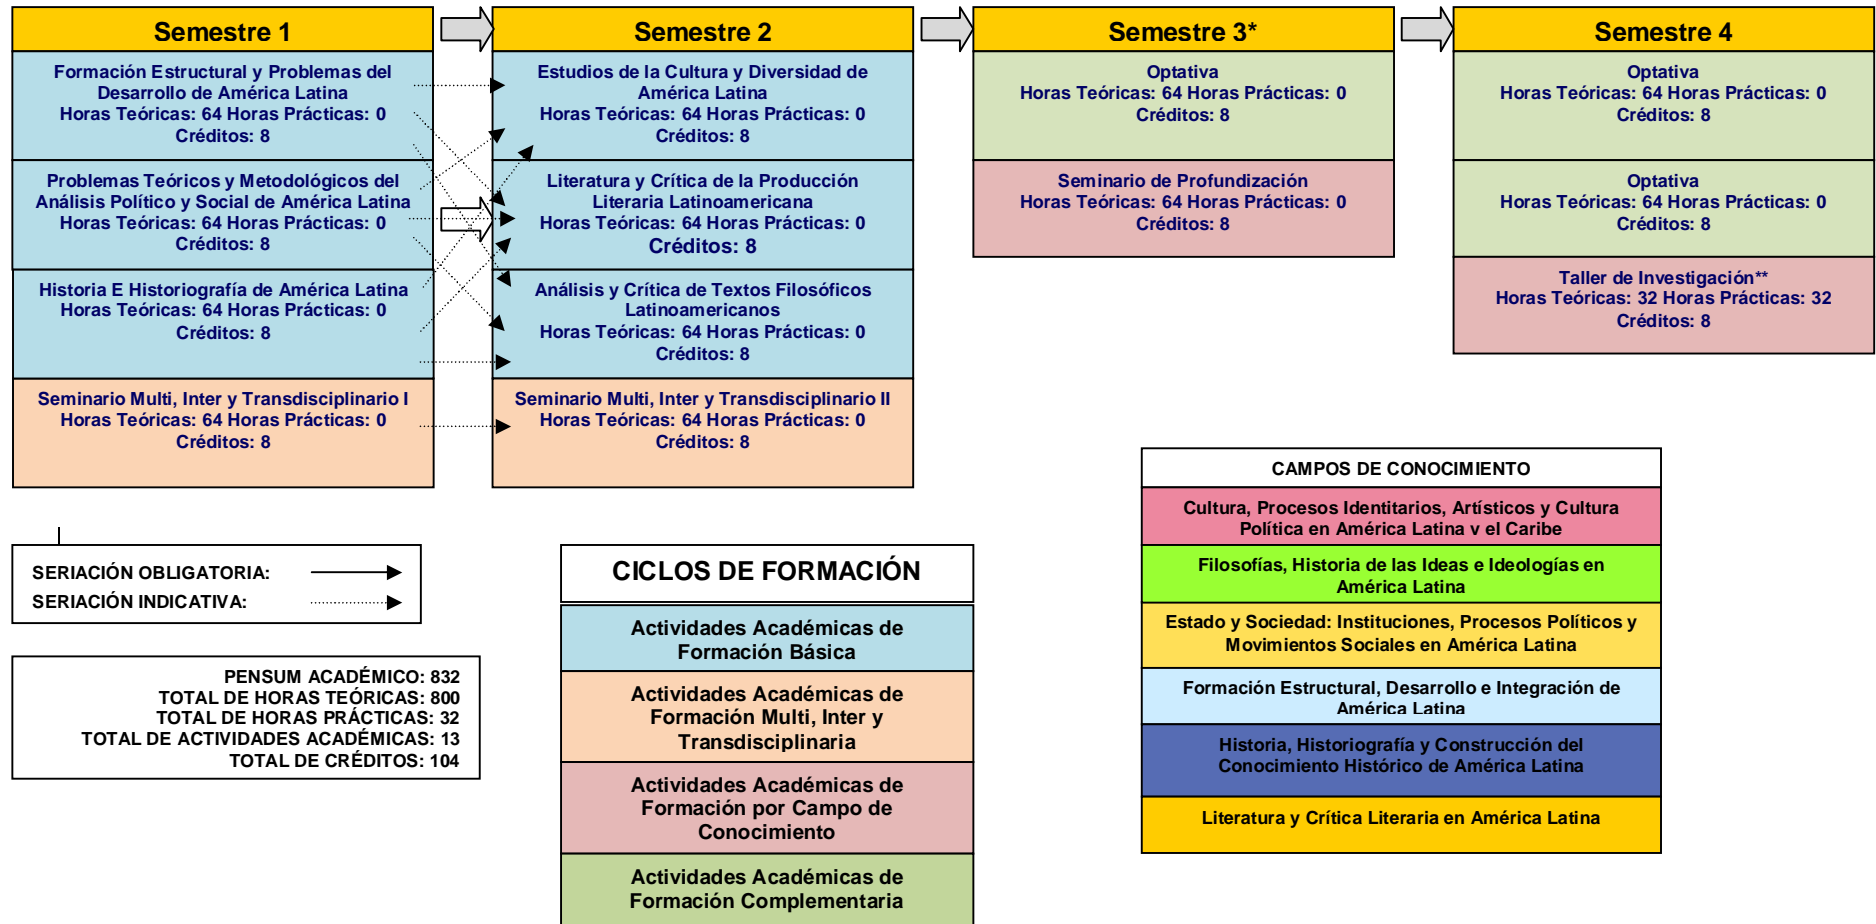 Semestre 1
Formación Estructural y Problemas del
Desarrollo de América Latina
Horas Teóricas: 64 Horas Prácticas: 0
Créditos: 8
Problemas Teóricos y Metodológicos del
Análisis Político y Social de América Latina
Horas Teóricas: 64 Horas Prácticas: 0
Créditos: 8
Historia E Historiografía de América Latina
Horas Teóricas: 64 Horas Prácticas: 0
Créditos: 8
Seminario Multi, Inter y Transdisciplinario I
Horas Teóricas: 64 Horas Prácticas: 0
Créditos: 8
Semestre 2
Estudios de la Cultura y Diversidad de
América Latina
Horas Teóricas: 64 Horas Prácticas: 0
Créditos: 8
Literatura y Crítica de la Producción
Literaria Latinoamericana
Horas Teóricas: 64 Horas Prácticas: 0
Créditos: 8
Análisis y Crítica de Textos Filosóficos
Latinoamericanos
Horas Teóricas: 64 Horas Prácticas: 0
Créditos: 8
Seminario Multi, Inter y Transdisciplinario II
Horas Teóricas: 64 Horas Prácticas: 0
Créditos: 8
Semestre 3*
Optativa
Horas Teóricas: 64 Horas Prácticas: 0
Créditos: 8
Seminario de Profundización
Horas Teóricas: 64 Horas Prácticas: 0
Créditos: 8
Semestre 4
Optativa
Horas Teóricas: 64 Horas Prácticas: 0
Créditos: 8
Optativa
Horas Teóricas: 64 Horas Prácticas: 0
Créditos: 8
Taller de Investigación**
Horas Teóricas: 32 Horas Prácticas: 32
Créditos: 8
SERIACIÓN OBLIGATORIA:
SERIACIÓN INDICATIVA:
PENSUM ACADÉMICO: 832
TOTAL DE HORAS TEÓRICAS: 800
TOTAL DE HORAS PRÁCTICAS: 32
TOTAL DE ACTIVIDADES ACADÉMICAS: 13
TOTAL DE CRÉDITOS: 104
CICLOS DE FORMACIÓN
Actividades Académicas de
Formación Básica
Actividades Académicas de
Formación Multi, Inter y
Transdisciplinaria
Actividades Académicas de
Formación por Campo de
Conocimiento
Actividades Académicas de
Formación Complementaria
CAMPOS DE CONOCIMIENTO
Cultura, Procesos Identitarios, Artísticos y Cultura
Política en América Latina y el Caribe
Filosofías, Historia de las Ideas e Ideologías en
América Latina
Estado y Sociedad: Instituciones, Procesos Políticos y
Movimientos Sociales en América Latina
Formación Estructural, Desarrollo e Integración de
América Latina
Historia, Historiografía y Construcción del
Conocimiento Histórico de América Latina
Literatura y Crítica Literaria en América Latina